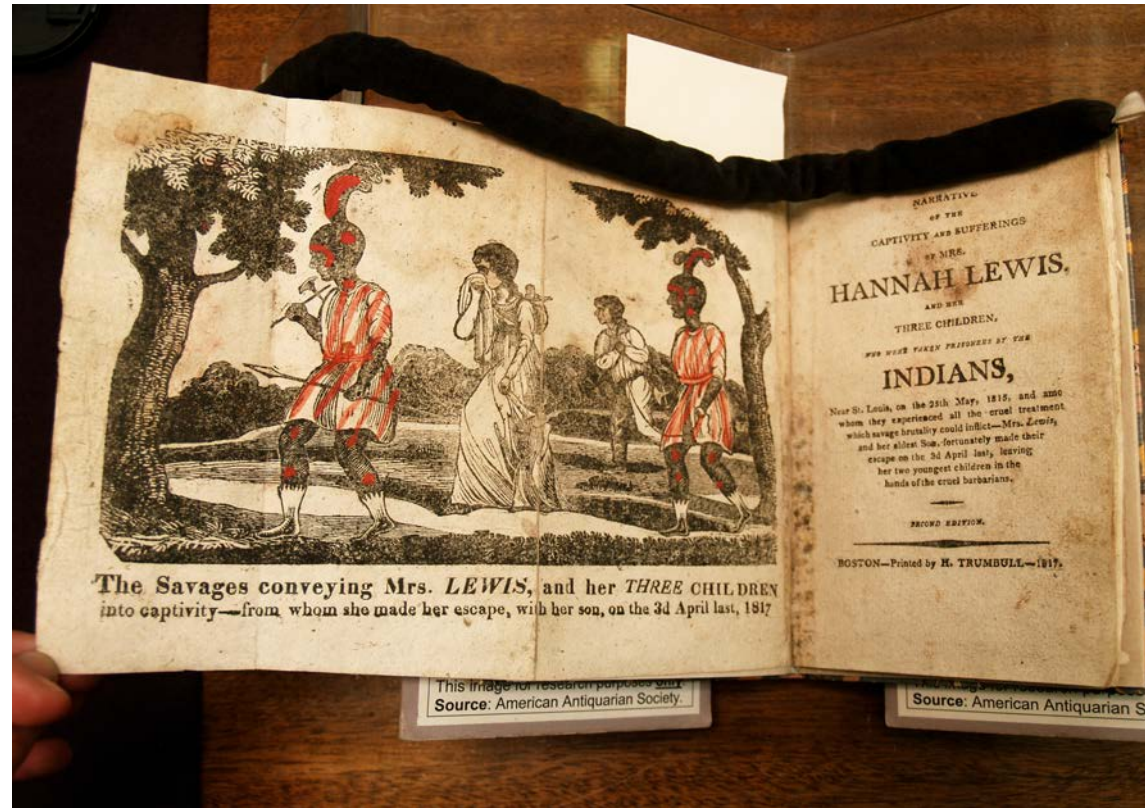 The Savages conveying Mrs. LEWIS, and her THREE CHILDREN
into captivity—from whom she made her escape, with her son, on the 3d April last, 1817
NARRATIVE
OF THE
CAPTIVITY AND SUFFERINGS
OF MRS.
HANNAH LEWIS,
AND HER
THREE CHILDREN,
WHO WERE TAKEN PRISONERS BY THE
INDIANS,
Near St. Louis, on the 25th May, 1815, and amo
whom they experienced all the cruel treatment
which savage brutality could inflict—Mrs. Lewis,
and her eldest Son, fortunately made their
escape on the 3d April last, leaving
her two youngest children in the
hands of the cruel barbarians.
SECOND EDITION.
BOSTON—Printed by H. TRUMBULL—1817.
This image for research purposes only
Source: American Antiquarian Society.
Source: American Antiquarian S